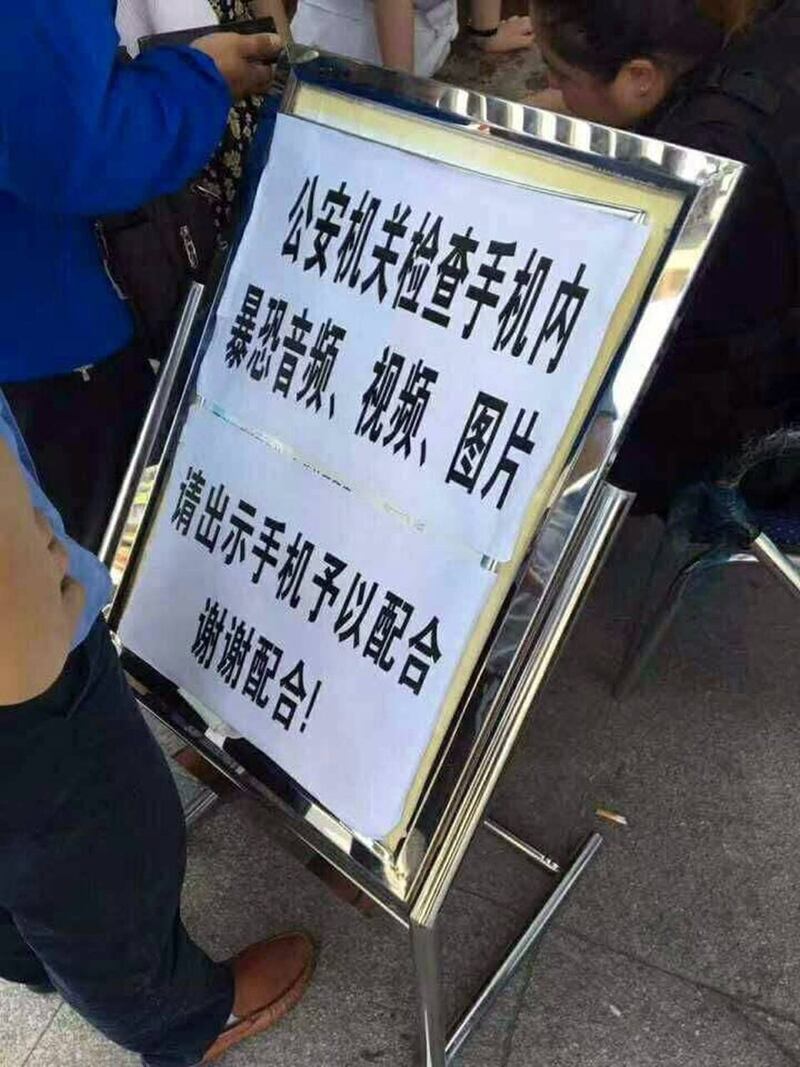 公安机关检查手机内
暴恐音频、视频、图片
请出示手机予以配合
谢谢配合!